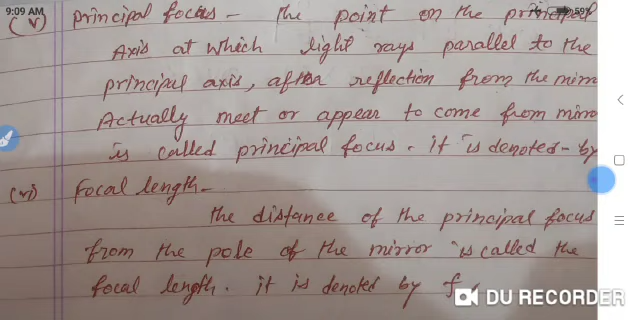 9:09 AM
59%
(v) principal focus - the point on the principal
Axis at which light rays parallel to the
principal axis, after reflection from the mirr
Actually meet or appear to come from mirro
is called principal focus. it is denoted - by
(vi) focal length -
the distance of the principal focus
from the pole of the mirror is called the
focal length. it is denoted by f
DU RECORDER